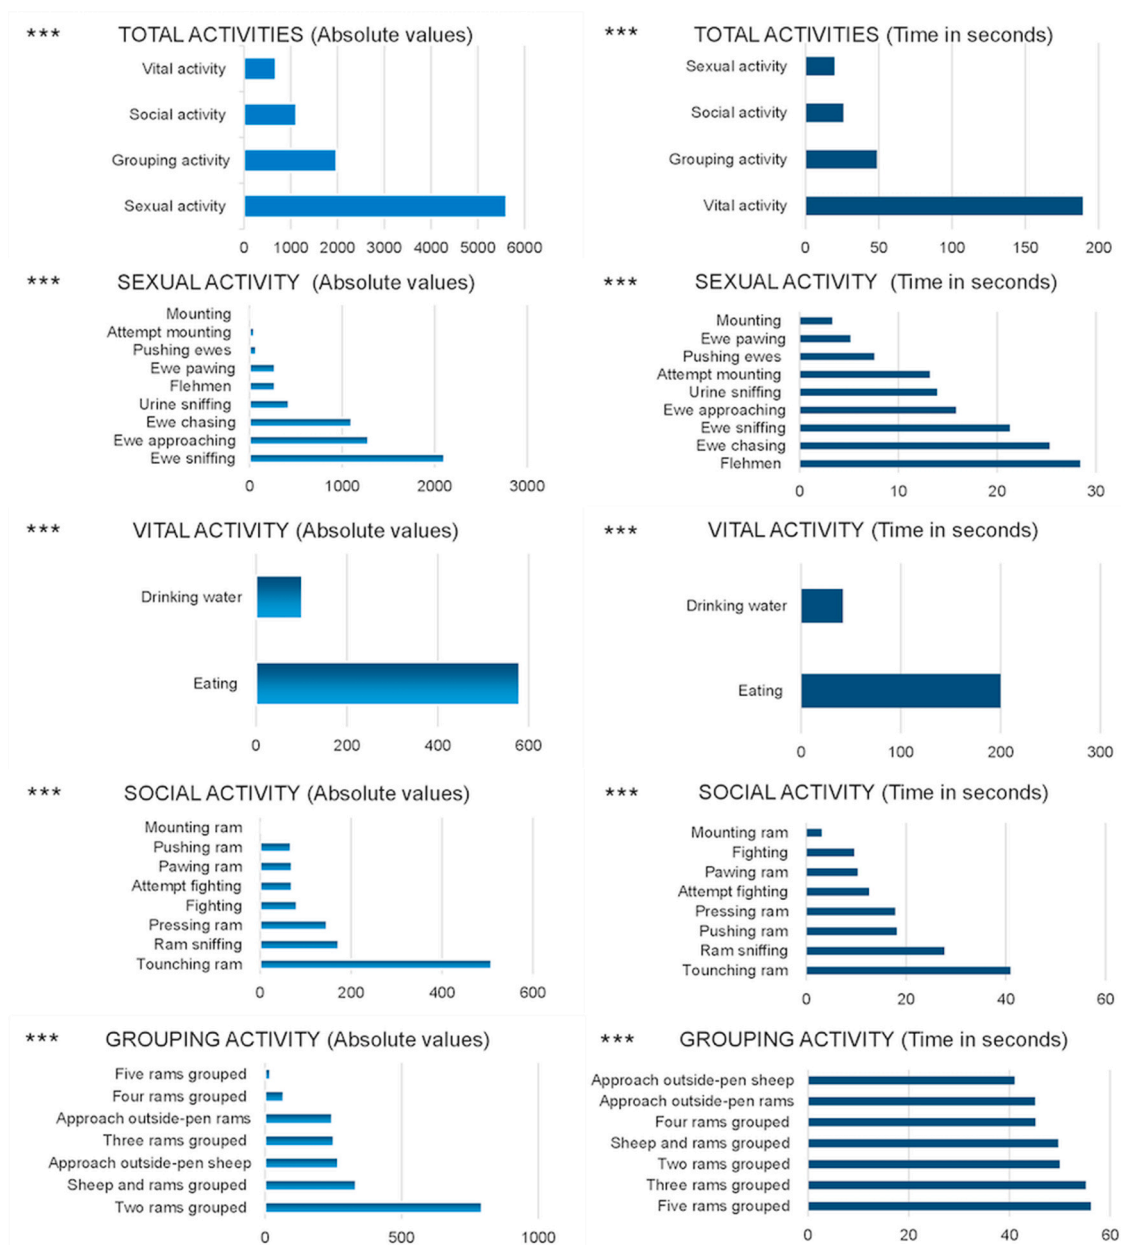 *** TOTAL ACTIVITIES (Absolute values)
Vital activity
Social activity
Grouping activity
Sexual activity
0 1000 2000 3000 4000 5000 6000
*** TOTAL ACTIVITIES (Time in seconds)
Sexual activity
Social activity
Grouping activity
Vital activity
0 50 100 150 200
*** SEXUAL ACTIVITY (Absolute values)
Mounting
Attempt mounting
Pushing ewes
Ewe pawing
Flehmen
Urine sniffing
Ewe chasing
Ewe approaching
Ewe sniffing
0 1000 2000 3000
*** SEXUAL ACTIVITY (Time in seconds)
Mounting
Ewe pawing
Pushing ewes
Attempt mounting
Urine sniffing
Ewe approaching
Ewe sniffing
Ewe chasing
Flehmen
0 10 20 30
*** VITAL ACTIVITY (Absolute values)
Drinking water
Eating
0 200 400 600
*** VITAL ACTIVITY (Time in seconds)
Drinking water
Eating
0 100 200 300
*** SOCIAL ACTIVITY (Absolute values)
Mounting ram
Pushing ram
Pawing ram
Attempt fighting
Fighting
Pressing ram
Ram sniffing
Tounching ram
0 200 400 600
*** SOCIAL ACTIVITY (Time in seconds)
Mounting ram
Fighting
Pawing ram
Attempt fighting
Pressing ram
Pushing ram
Ram sniffing
Tounching ram
0 20 40 60
*** GROUPING ACTIVITY (Absolute values)
Five rams grouped
Four rams grouped
Approach outside-pen rams
Three rams grouped
Approach outside-pen sheep
Sheep and rams grouped
Two rams grouped
0 500 1000
*** GROUPING ACTIVITY (Time in seconds)
Approach outside-pen sheep
Approach outside-pen rams
Four rams grouped
Sheep and rams grouped
Two rams grouped
Three rams grouped
Five rams grouped
0 20 40 60